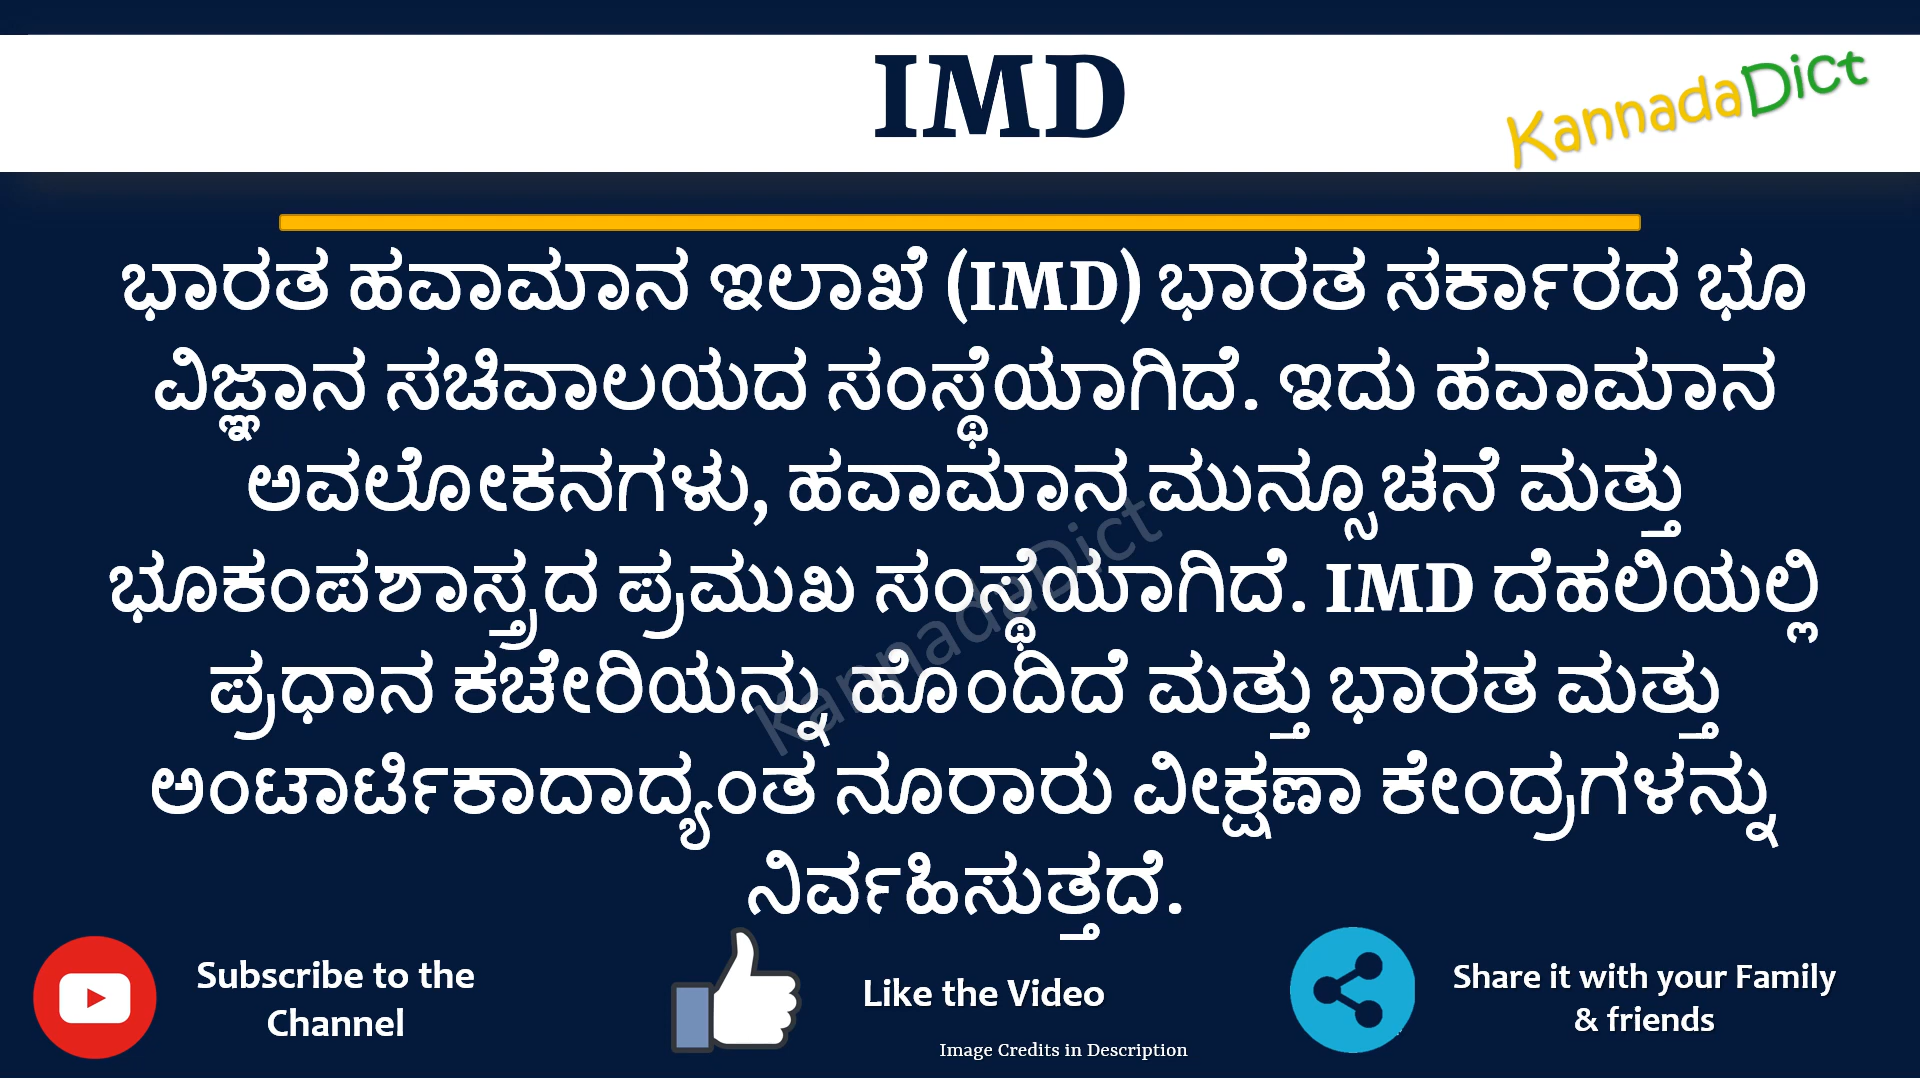 IMD
KannadaDict
ಭಾರತ ಹವಾಮಾನ ಇಲಾಖೆ (IMD) ಭಾರತ ಸರ್ಕಾರದ ಭೂ
ವಿಜ್ಞಾನ ಸಚಿವಾಲಯದ ಸಂಸ್ಥೆಯಾಗಿದೆ. ಇದು ಹವಾಮಾನ
ಅವಲೋಕನಗಳು, ಹವಾಮಾನ ಮುನ್ಸೂಚನೆ ಮತ್ತು
ಭೂಕಂಪಶಾಸ್ತ್ರದ ಪ್ರಮುಖ ಸಂಸ್ಥೆಯಾಗಿದೆ. IMD ದೆಹಲಿಯಲ್ಲಿ
ಪ್ರಧಾನ ಕಚೇರಿಯನ್ನು ಹೊಂದಿದೆ ಮತ್ತು ಭಾರತ ಮತ್ತು
ಅಂಟಾರ್ಟಿಕಾದಾದ್ಯಂತ ನೂರಾರು ವೀಕ್ಷಣಾ ಕೇಂದ್ರಗಳನ್ನು
ನಿರ್ವಹಿಸುತ್ತದೆ.
KannadaDict
Subscribe to the
Channel
Like the Video
Share it with your Family
& friends
Image Credits in Description